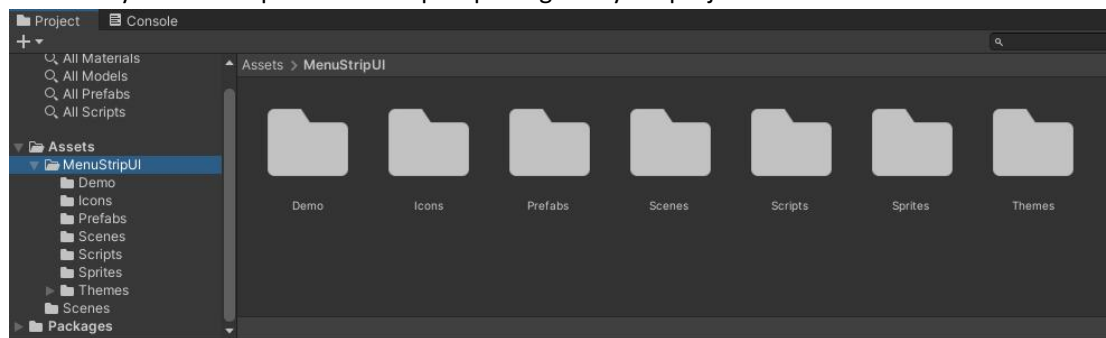 Project Console
All Materials
All Models
All Prefabs
All Scripts
Assets
MenuStripUI
Demo
Icons
Prefabs
Scenes
Scripts
Sprites
Themes
Scenes
Packages
Assets > MenuStripUI
Demo Icons Prefabs Scenes Scripts Sprites Themes